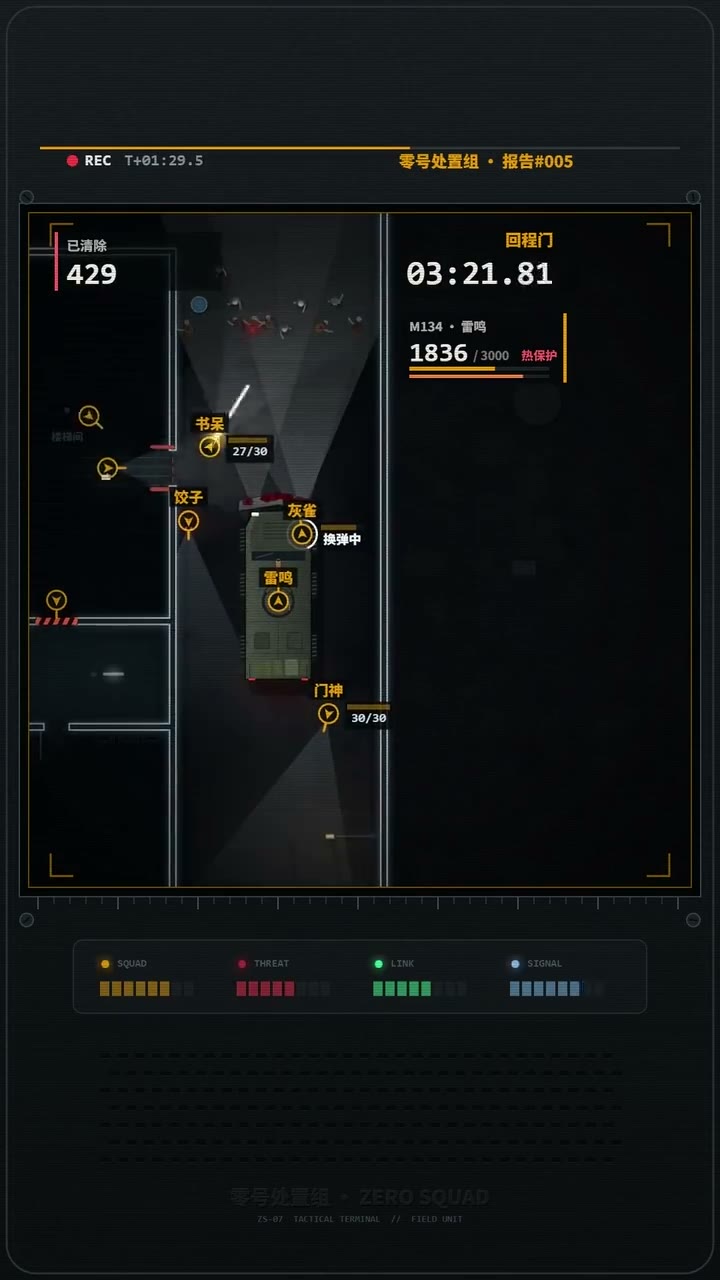 REC T+01:29.5
零号处置组 • 报告#005
已清除
429
回程门
03:21.81
M134 • 雷鸣
1836 / 3000 热保护
书呆
27/30
楼梯间
饺子
灰雀
换弹中
雷鸣
门神
30/30
SQUAD
THREAT
LINK
SIGNAL
零号处置组 • ZERO SQUAD
ZS-07 TACTICAL TERMINAL // FIELD UNIT